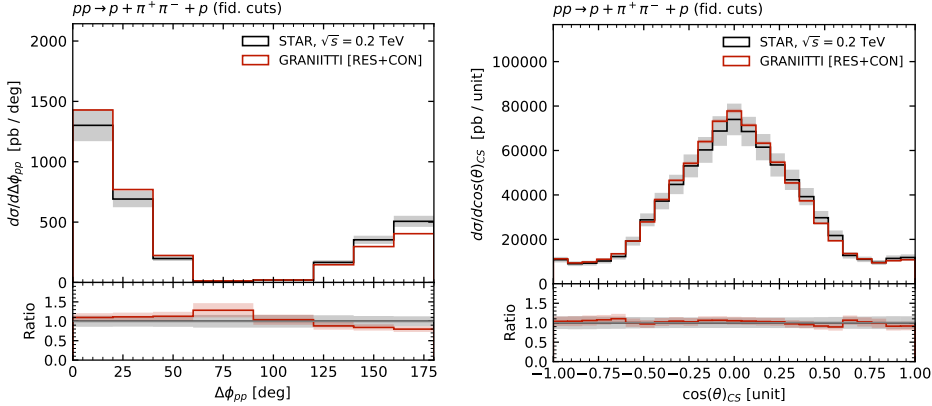 pp → p + π⁺π⁻ + p (fid. cuts)
STAR, √s = 0.2 TeV
GRANIITTI [RES+CON]
dσ/dΔϕpp [pb / deg]
2000
1500
1000
500
0
Ratio
1.5
1.0
0.5
0.0
0 25 50 75 100 125 150 175
Δϕpp [deg]
pp → p + π⁺π⁻ + p (fid. cuts)
STAR, √s = 0.2 TeV
GRANIITTI [RES+CON]
dσ/dcos(θ)CS [pb / unit]
100000
80000
60000
40000
20000
0
Ratio
1.5
1.0
0.5
0.0
−1.00 −0.75 −0.50 −0.25 0.00 0.25 0.50 0.75 1.00
cos(θ)CS [unit]